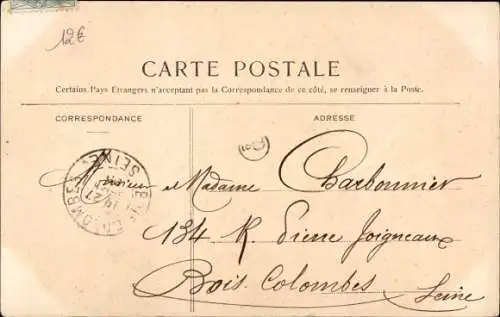 12€
CARTE POSTALE
Certains Pays Etrangers n'acceptant pas la Correspondance de ce côté, se renseigner à la Poste.
CORRESPONDANCE
ADRESSE
SEINE
Monsieur et Madame Charbonnier
134 R. Pierre Joigneaux
Bois-Colombes
Seine